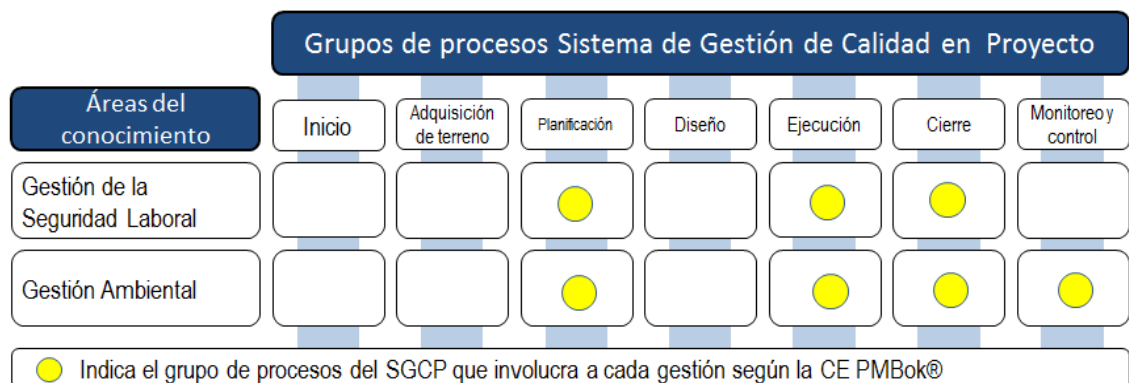 Grupos de procesos Sistema de Gestión de Calidad en Proyecto
Áreas del
conocimiento
Inicio
Adquisición
de terreno
Planificación
Diseño
Ejecución
Cierre
Monitoreo y
control
Gestión de la
Seguridad Laboral
Gestión Ambiental
Indica el grupo de procesos del SGCP que involucra a cada gestión según la CE PMBok®